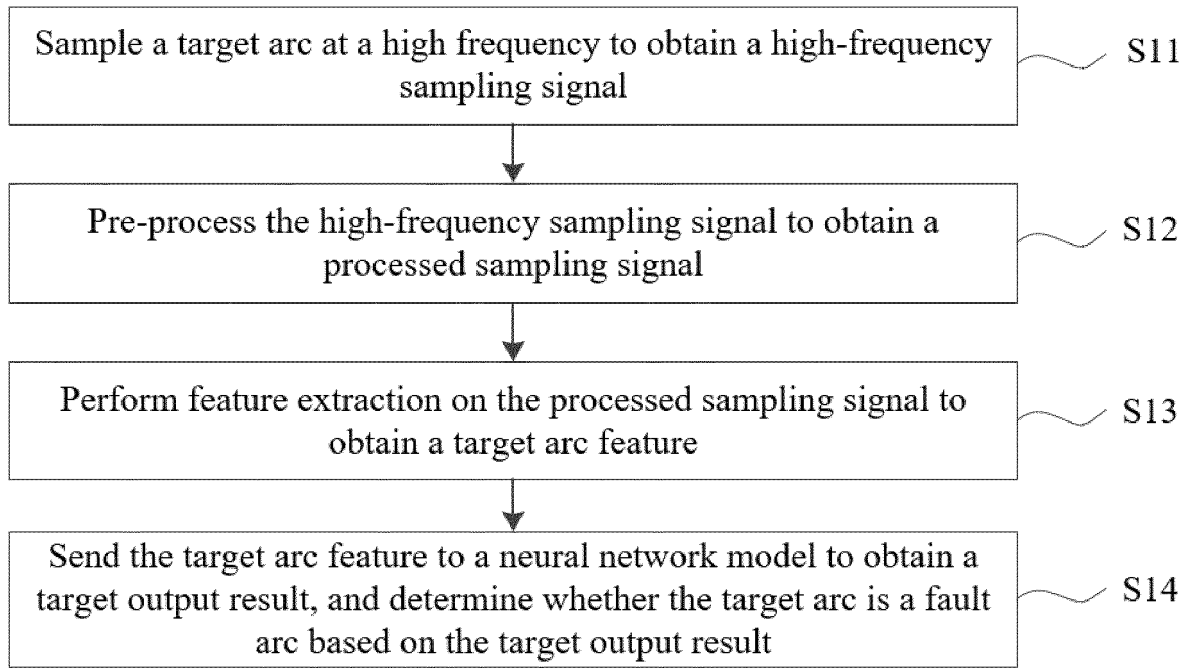 Sample a target arc at a high frequency to obtain a high-frequency
sampling signal
S11
Pre-process the high-frequency sampling signal to obtain a
processed sampling signal
S12
Perform feature extraction on the processed sampling signal to
obtain a target arc feature
S13
Send the target arc feature to a neural network model to obtain a
target output result, and determine whether the target arc is a fault
arc based on the target output result
S14